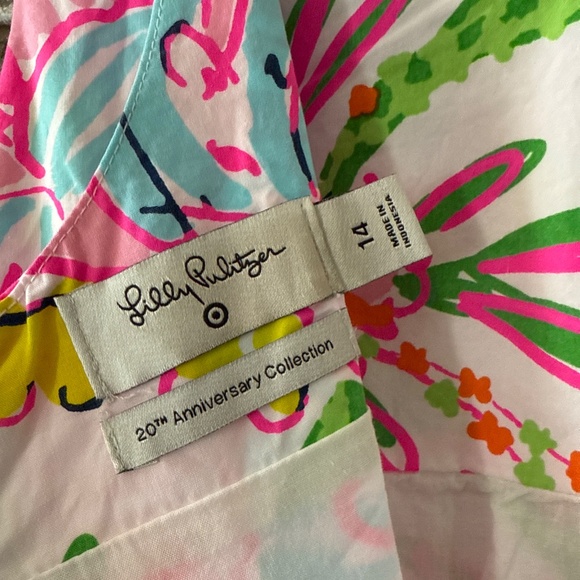 Lilly Pulitzer
14
MADE IN
INDONESIA
20TH Anniversary Collection